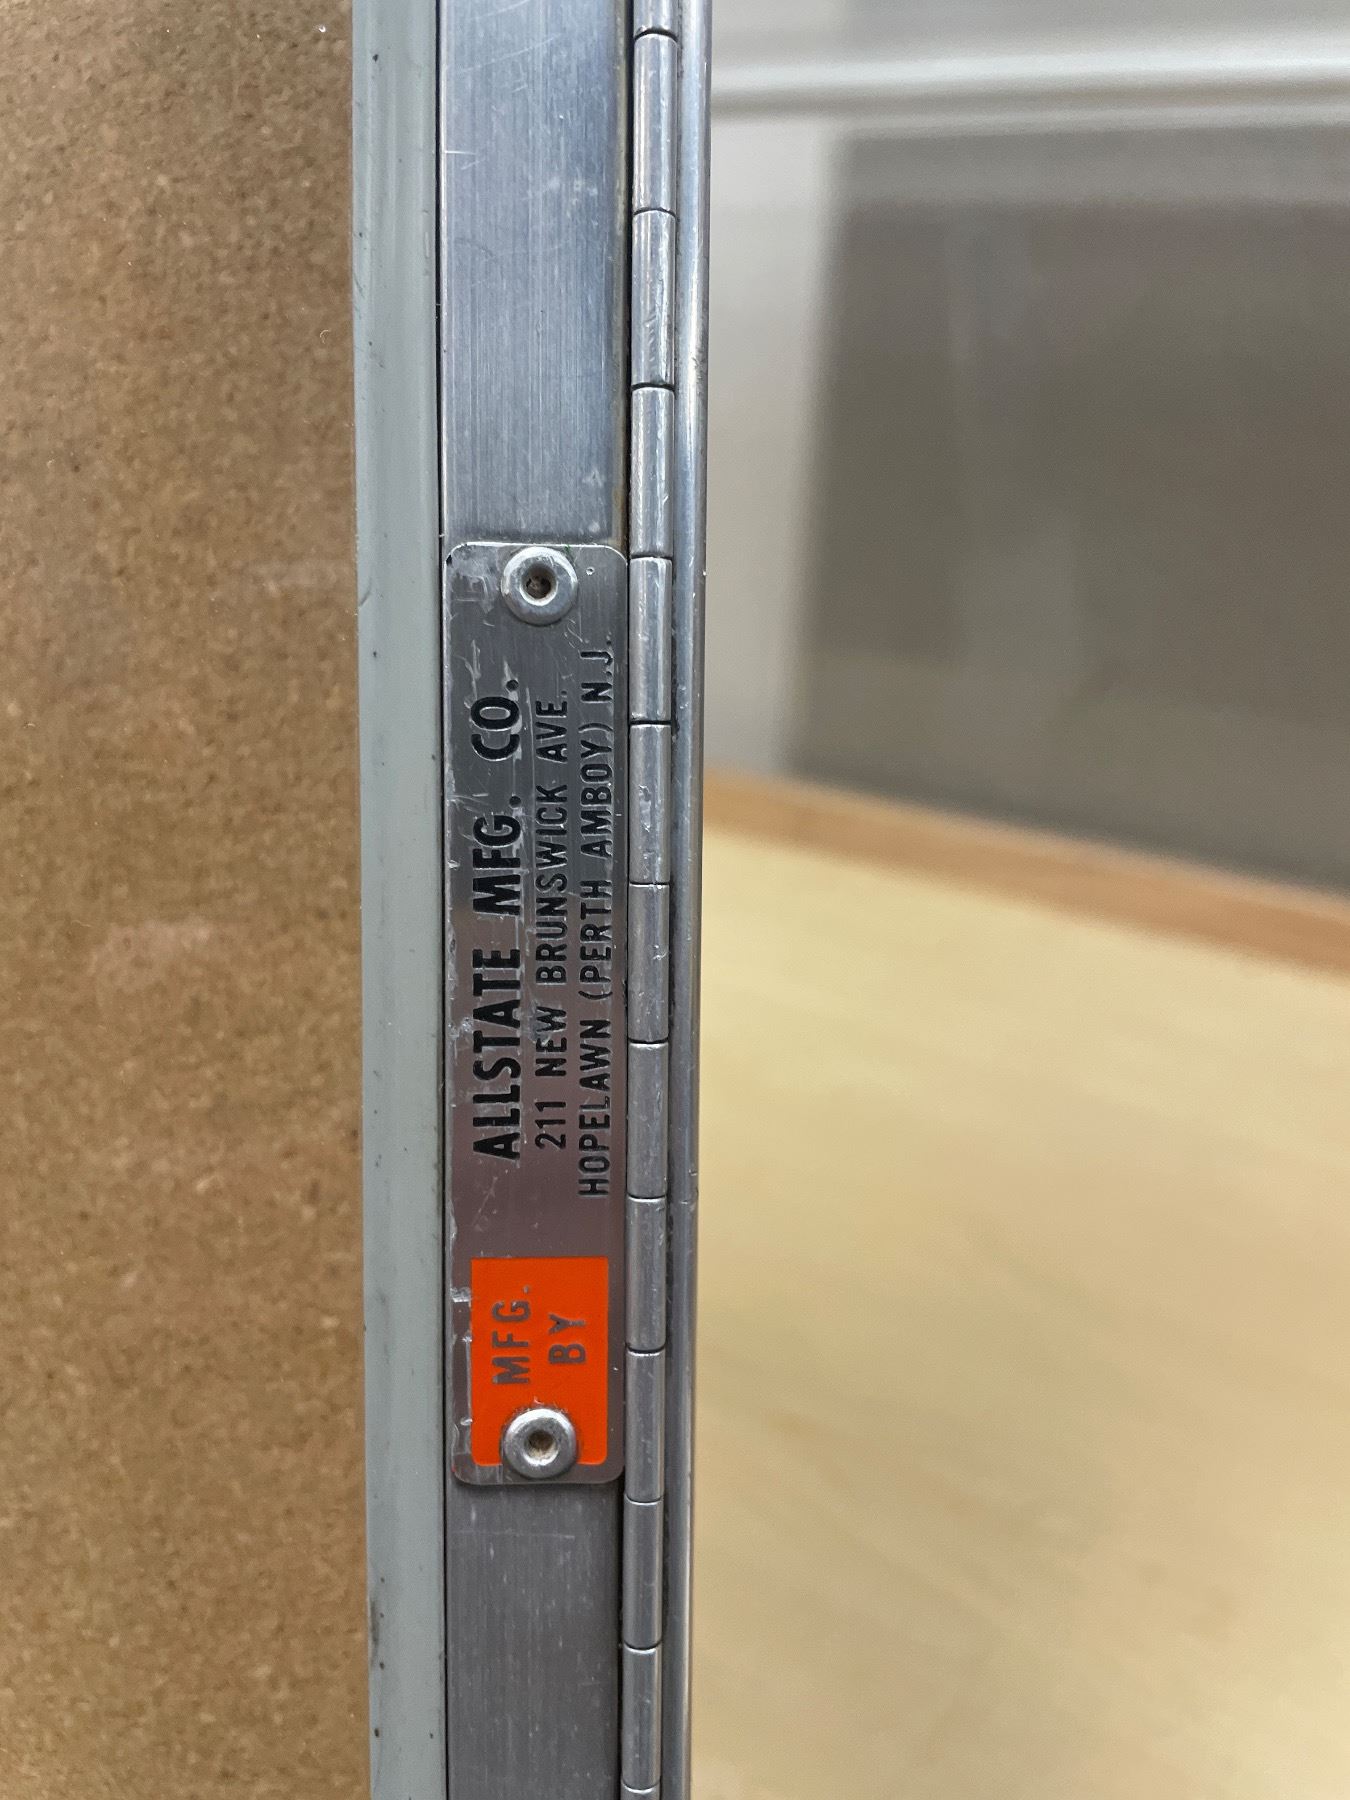 MFG.
BY
ALLSTATE MFG. CO.
211 NEW BRUNSWICK AVE.
HOPELAWN (PERTH AMBOY) N.J.